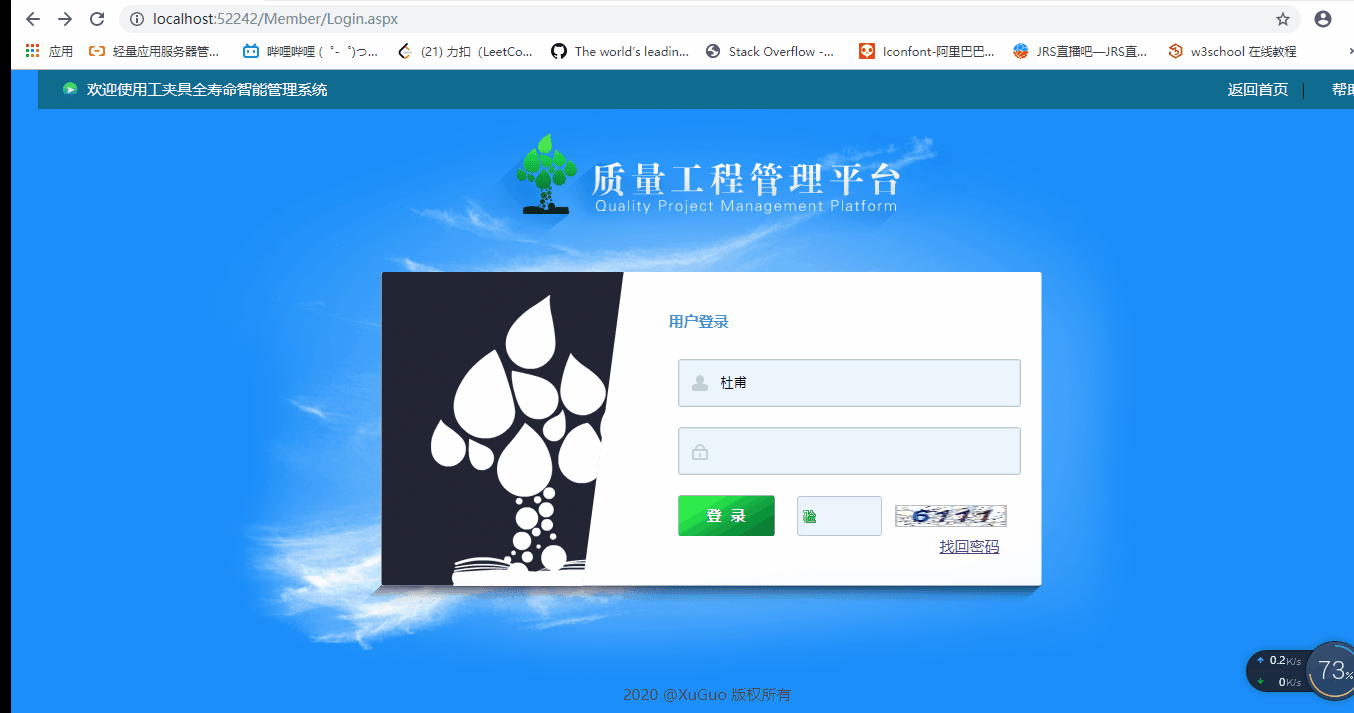 localhost:52242/Member/Login.aspx
应用 轻量应用服务器管... 哔哩哔哩 ( ゜- ゜)つ... (21) 力扣（LeetCo... The world's leadin... Stack Overflow -... Iconfont-阿里巴巴... JRS直播吧—JRS直... w3school 在线教程
欢迎使用工夹具全寿命智能管理系统 返回首页 | 帮助
质量工程管理平台
Quality Project Management Platform
用户登录
杜甫
登 录 验 6111
找回密码
0.2K/s
0K/s
73%
2020 @XuGuo 版权所有